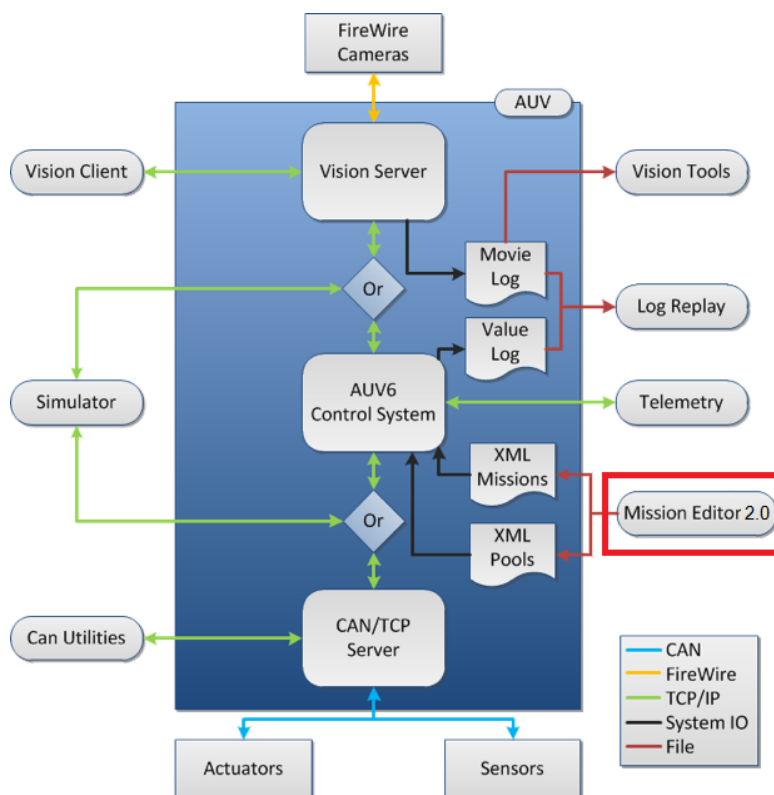 FireWire
Cameras
AUV
Vision Client
Vision Server
Vision Tools
Movie
Log
Or
Log Replay
Value
Log
Simulator
AUV6
Control System
Telemetry
XML
Missions
Mission Editor 2.0
Or
XML
Pools
Can Utilities
CAN/TCP
Server
CAN
FireWire
TCP/IP
System IO
File
Actuators
Sensors